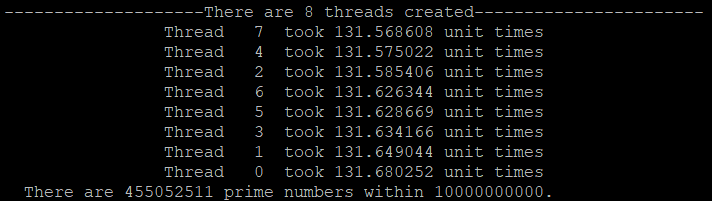 --------------------There are 8 threads created-----------------------
Thread 7 took 131.568608 unit times
Thread 4 took 131.575022 unit times
Thread 2 took 131.585406 unit times
Thread 6 took 131.626344 unit times
Thread 5 took 131.628669 unit times
Thread 3 took 131.634166 unit times
Thread 1 took 131.649044 unit times
Thread 0 took 131.680252 unit times
There are 455052511 prime numbers within 10000000000.